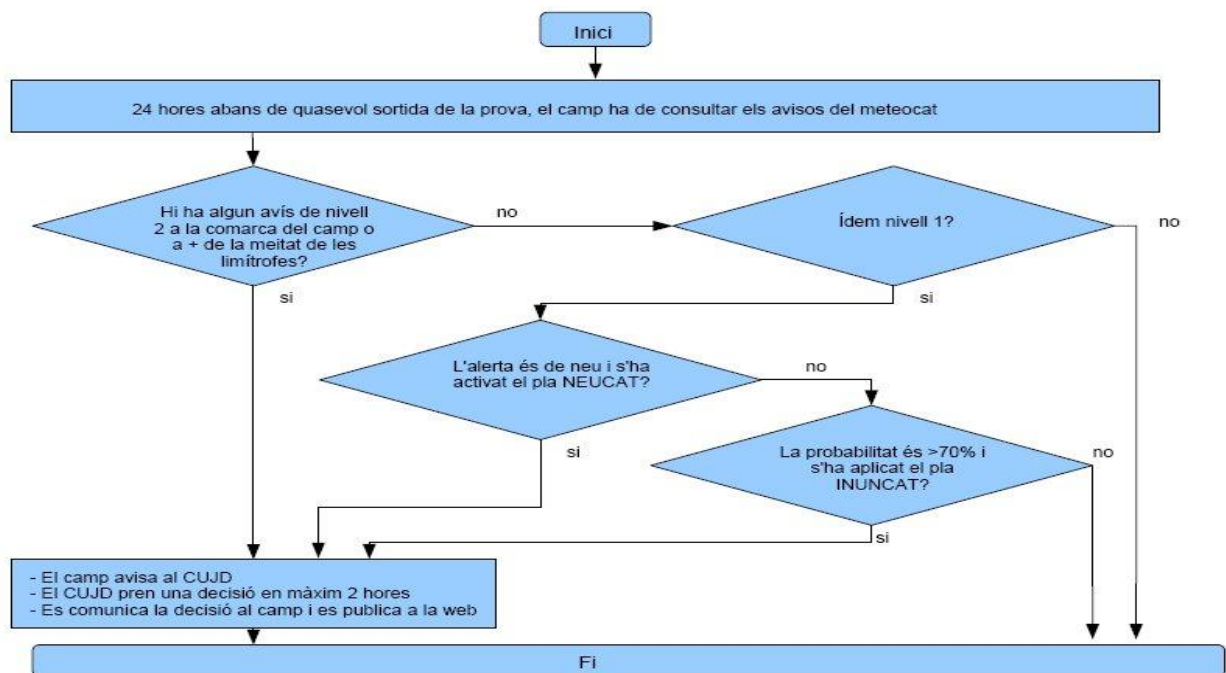 Inici
24 hores abans de quasevol sortida de la prova, el camp ha de consultar els avisos del meteocat
Hi ha algun avís de nivell
2 a la comarca del camp o
a + de la meitat de les
limítrofes?
no
Ídem nivell 1?
no
si
si
L'alerta és de neu i s'ha
activat el pla NEUCAT?
no
si
La probabilitat és >70% i
s'ha aplicat el pla
INUNCAT?
no
si
- El camp avisa al CUJD
- El CUJD pren una decisió en màxim 2 hores
- Es comunica la decisió al camp i es publica a la web
Fi